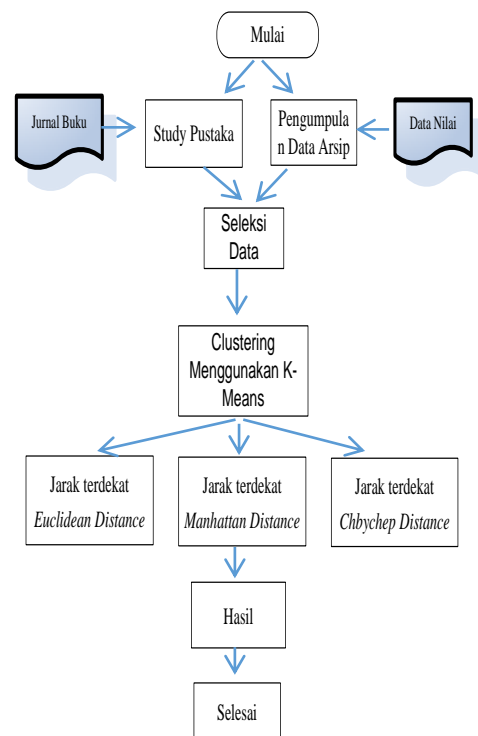 Mulai
Jurnal Buku
Study Pustaka
Pengumpula
n Data Arsip
Data Nilai
Seleksi
Data
Clustering
Menggunakan K-
Means
Jarak terdekat
Euclidean Distance
Jarak terdekat
Manhattan Distance
Jarak terdekat
Chbychep Distance
Hasil
Selesai